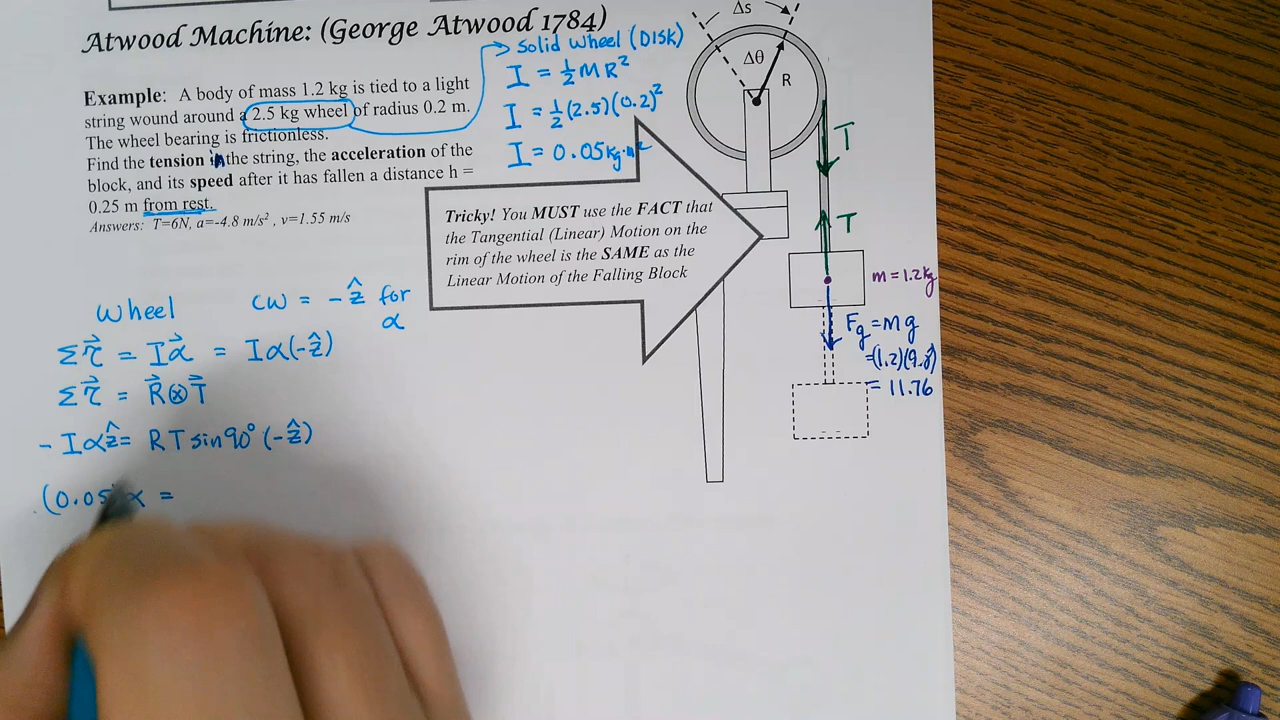 Atwood Machine: (George Atwood 1784)
Example: A body of mass 1.2 kg is tied to a light
string wound around a 2.5 kg wheel of radius 0.2 m.
The wheel bearing is frictionless.
Find the tension in the string, the acceleration of the
block, and its speed after it has fallen a distance h =
0.25 m from rest.
Answers: T=6N, a=-4.8 m/s², v=1.55 m/s
Solid Wheel (Disk)
I = ½MR²
I = ½(2.5)(0.2)²
I = 0.05 kg·m²
Tricky! You MUST use the FACT that
the Tangential (Linear) Motion on the
rim of the wheel is the SAME as the
Linear Motion of the Falling Block
Δs
Δθ
R
T
T
m = 1.2kg
Fg = mg
=(1.2)(9.8)
= 11.76
Wheel
CW = -ẑ for
α
Στ⃗ = Iα⃗ = Iα(-ẑ)
Στ⃗ = R⃗⊗T⃗
-Iαẑ = RTsin90°(-ẑ)
(0.05)α =